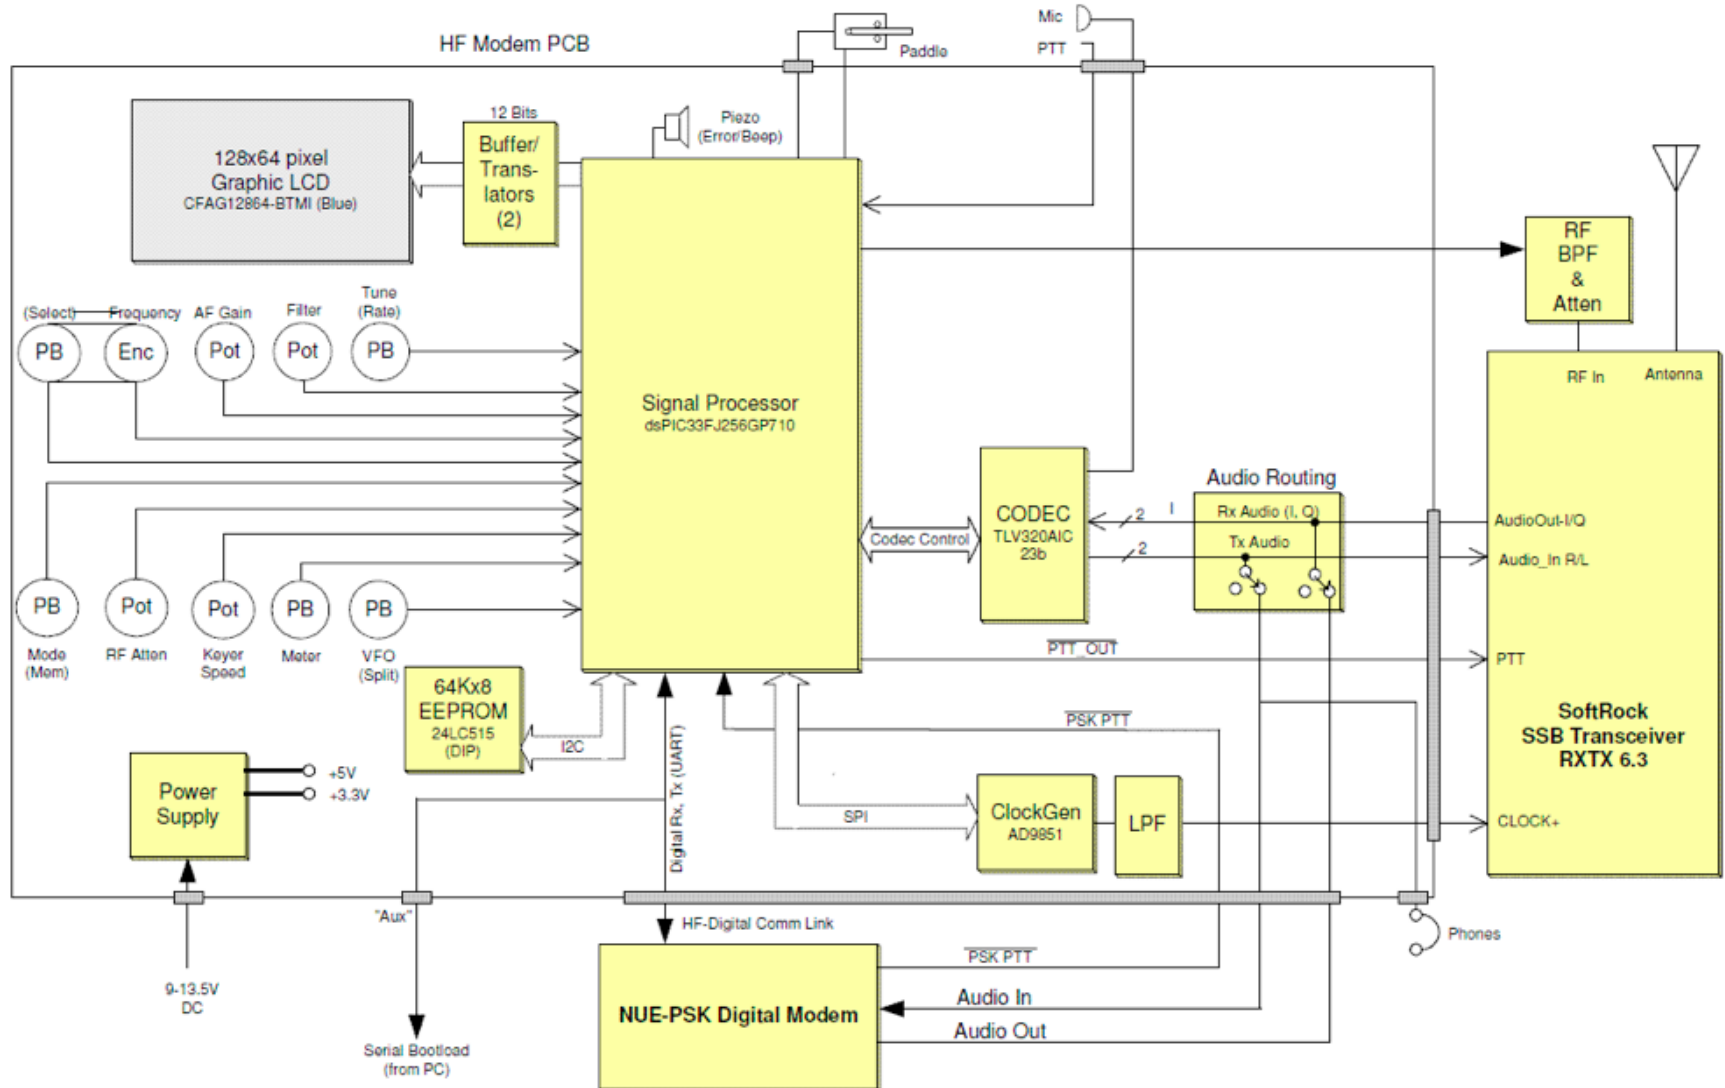 HF Modem PCB
Paddle
Mic
PTT
128x64 pixel
Graphic LCD
CFAG12864-BTMI (Blue)
12 Bits
Buffer/
Trans-
lators
(2)
Piezo
(Error/Beep)
RF
BPF
&
Atten
(Select)
Frequency
AF Gain
Filter
Tune
(Rate)
PB
Enc
Pot
Pot
PB
Signal Processor
dsPIC33FJ256GP710
RF In
Antenna
CODEC
TLV320AIC
23b
Codec Control
Audio Routing
2
I
Rx Audio (I, Q)
Tx Audio
2
AudioOut-I/Q
Audio_In R/L
PB
Pot
Pot
PB
PB
Mode
(Mem)
RF Atten
Keyer
Speed
Meter
VFO
(Split)
PTT_OUT
PTT
64Kx8
EEPROM
24LC515
(DIP)
I2C
Digital Rx, Tx (UART)
PSK PTT
SoftRock
SSB Transceiver
RXTX 6.3
Power
Supply
+5V
+3.3V
SPI
ClockGen
AD9851
LPF
CLOCK+
"Aux"
HF-Digital Comm Link
Phones
9-13.5V
DC
Serial Bootload
(from PC)
NUE-PSK Digital Modem
PSK PTT
Audio In
Audio Out